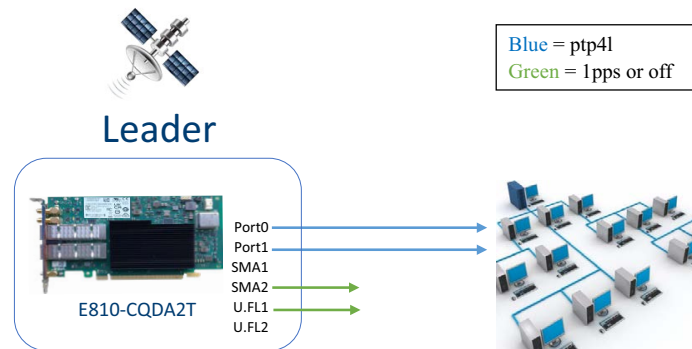 Blue = ptp4l
Green = 1pps or off
Leader
Port0
Port1
SMA1
SMA2
U.FL1
U.FL2
E810-CQDA2T